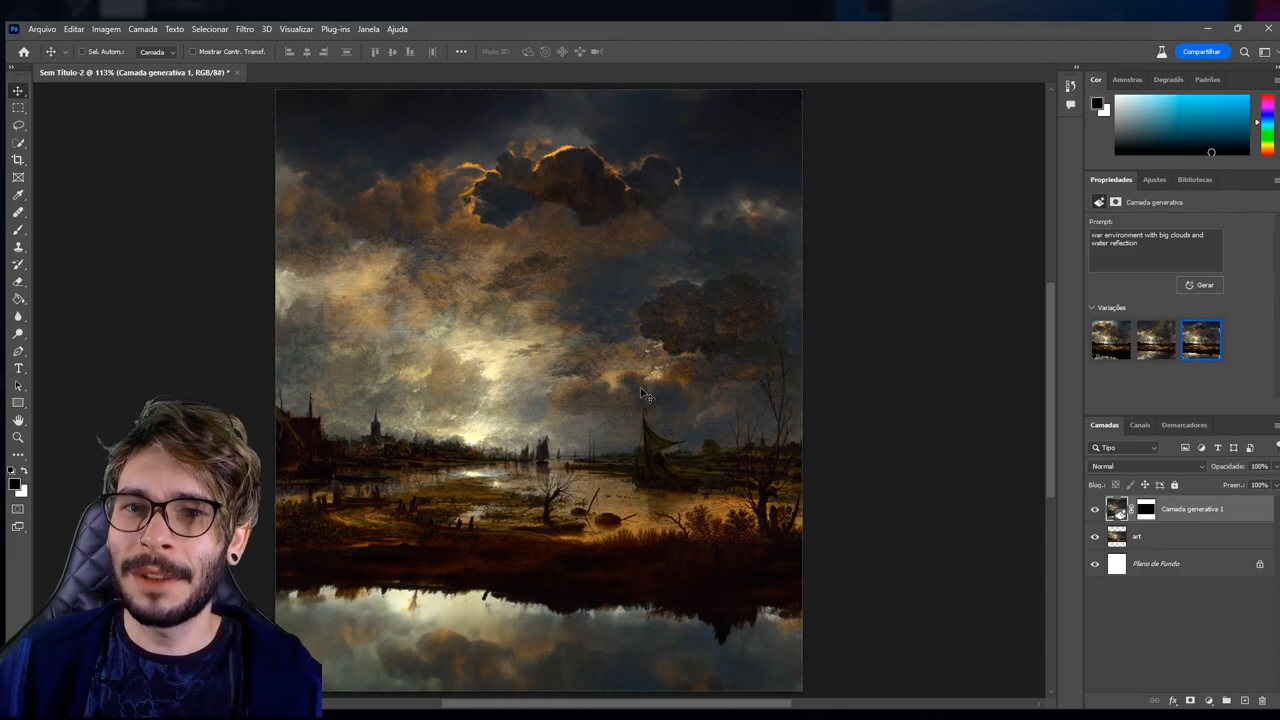 Ps Arquivo Editar Imagem Camada Texto Selecionar Filtro 3D Visualizar Plug-ins Janela Ajuda
Sel. Autom.: Camada Mostrar Contr. Transf. Modo 3D: Compartilhar
Sem Título-2 @ 113% (Camada generativa 1, RGB/8#) *
Cor Amostras Degradês Padrões
Propriedades Ajustes Bibliotecas
Camada generativa
Prompt:
war environment with big clouds and
water reflection
Gerar
Variações
Camadas Canais Demarcadores
Tipo
Normal Opacidade: 100%
Bloq.: Preen.: 100%
Camada generativa 1
art
Plano de Fundo
fx